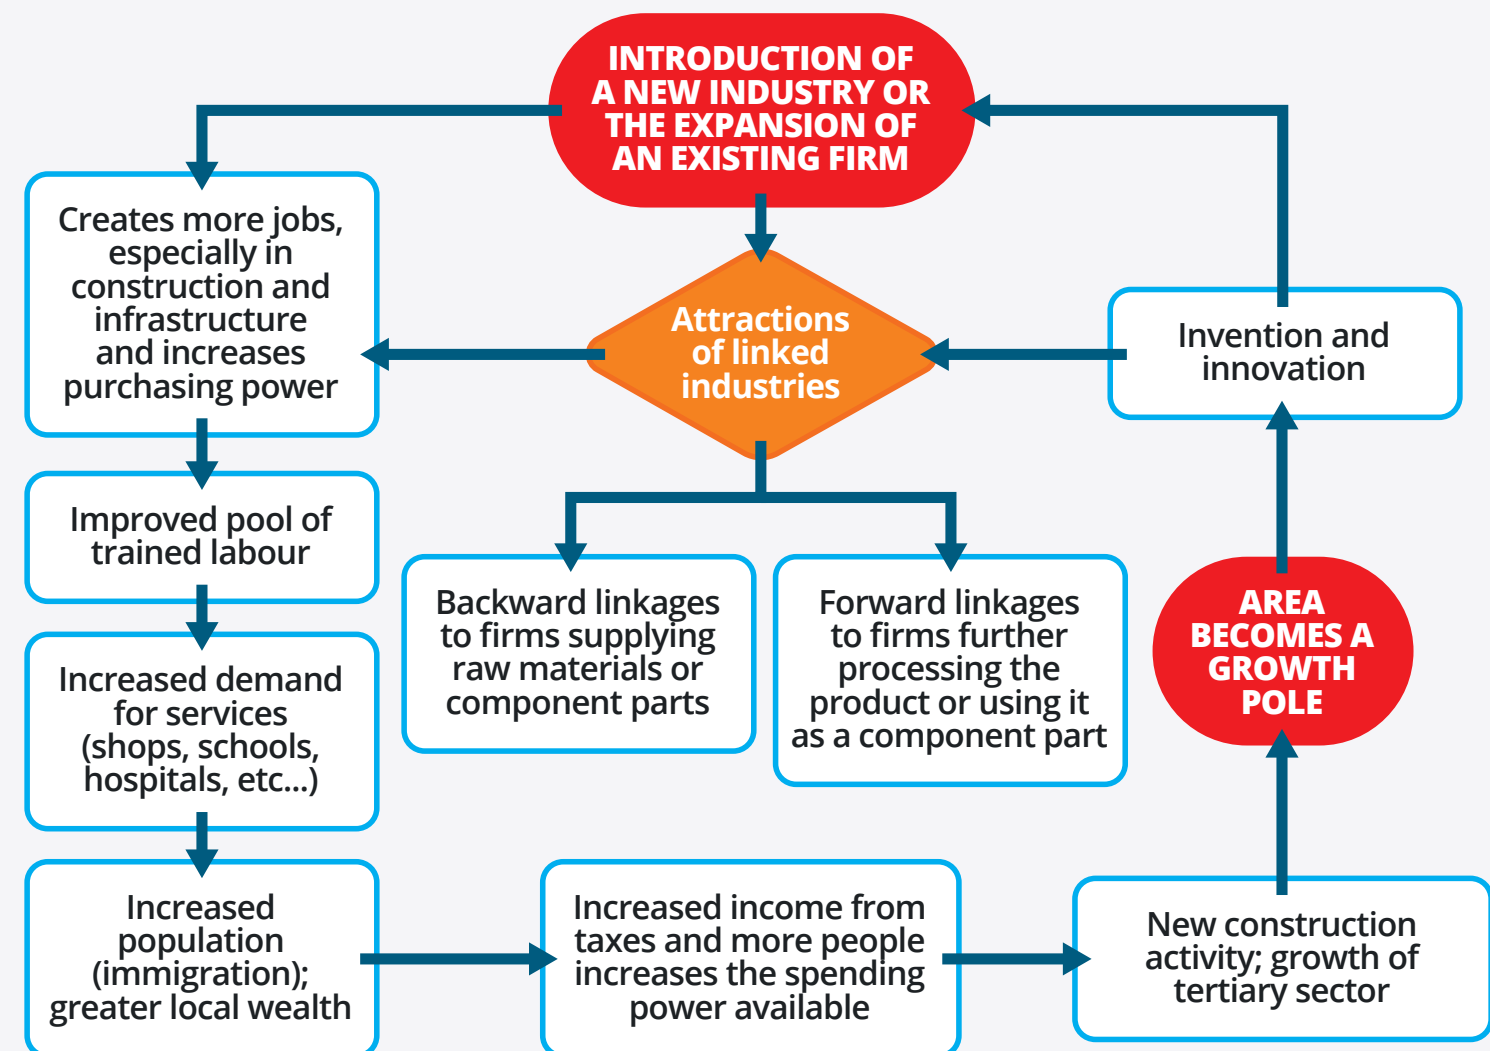 INTRODUCTION OF
A NEW INDUSTRY OR
THE EXPANSION OF
AN EXISTING FIRM
Creates more jobs,
especially in
construction and
infrastructure
and increases
purchasing power
Attractions
of linked
industries
Invention and
innovation
Improved pool of
trained labour
Backward linkages
to firms supplying
raw materials or
component parts
Forward linkages
to firms further
processing the
product or using it
as a component part
AREA
BECOMES A
GROWTH
POLE
Increased demand
for services
(shops, schools,
hospitals, etc...)
Increased
population
(immigration);
greater local wealth
Increased income from
taxes and more people
increases the spending
power available
New construction
activity; growth of
tertiary sector